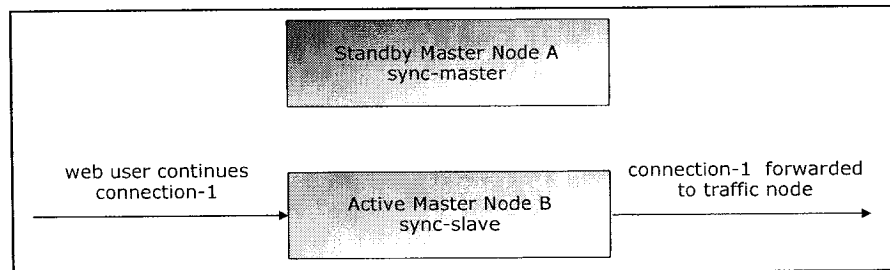 Standby Master Node A
sync-master
web user continues
connection-1
Active Master Node B
sync-slave
connection-1 forwarded
to traffic node